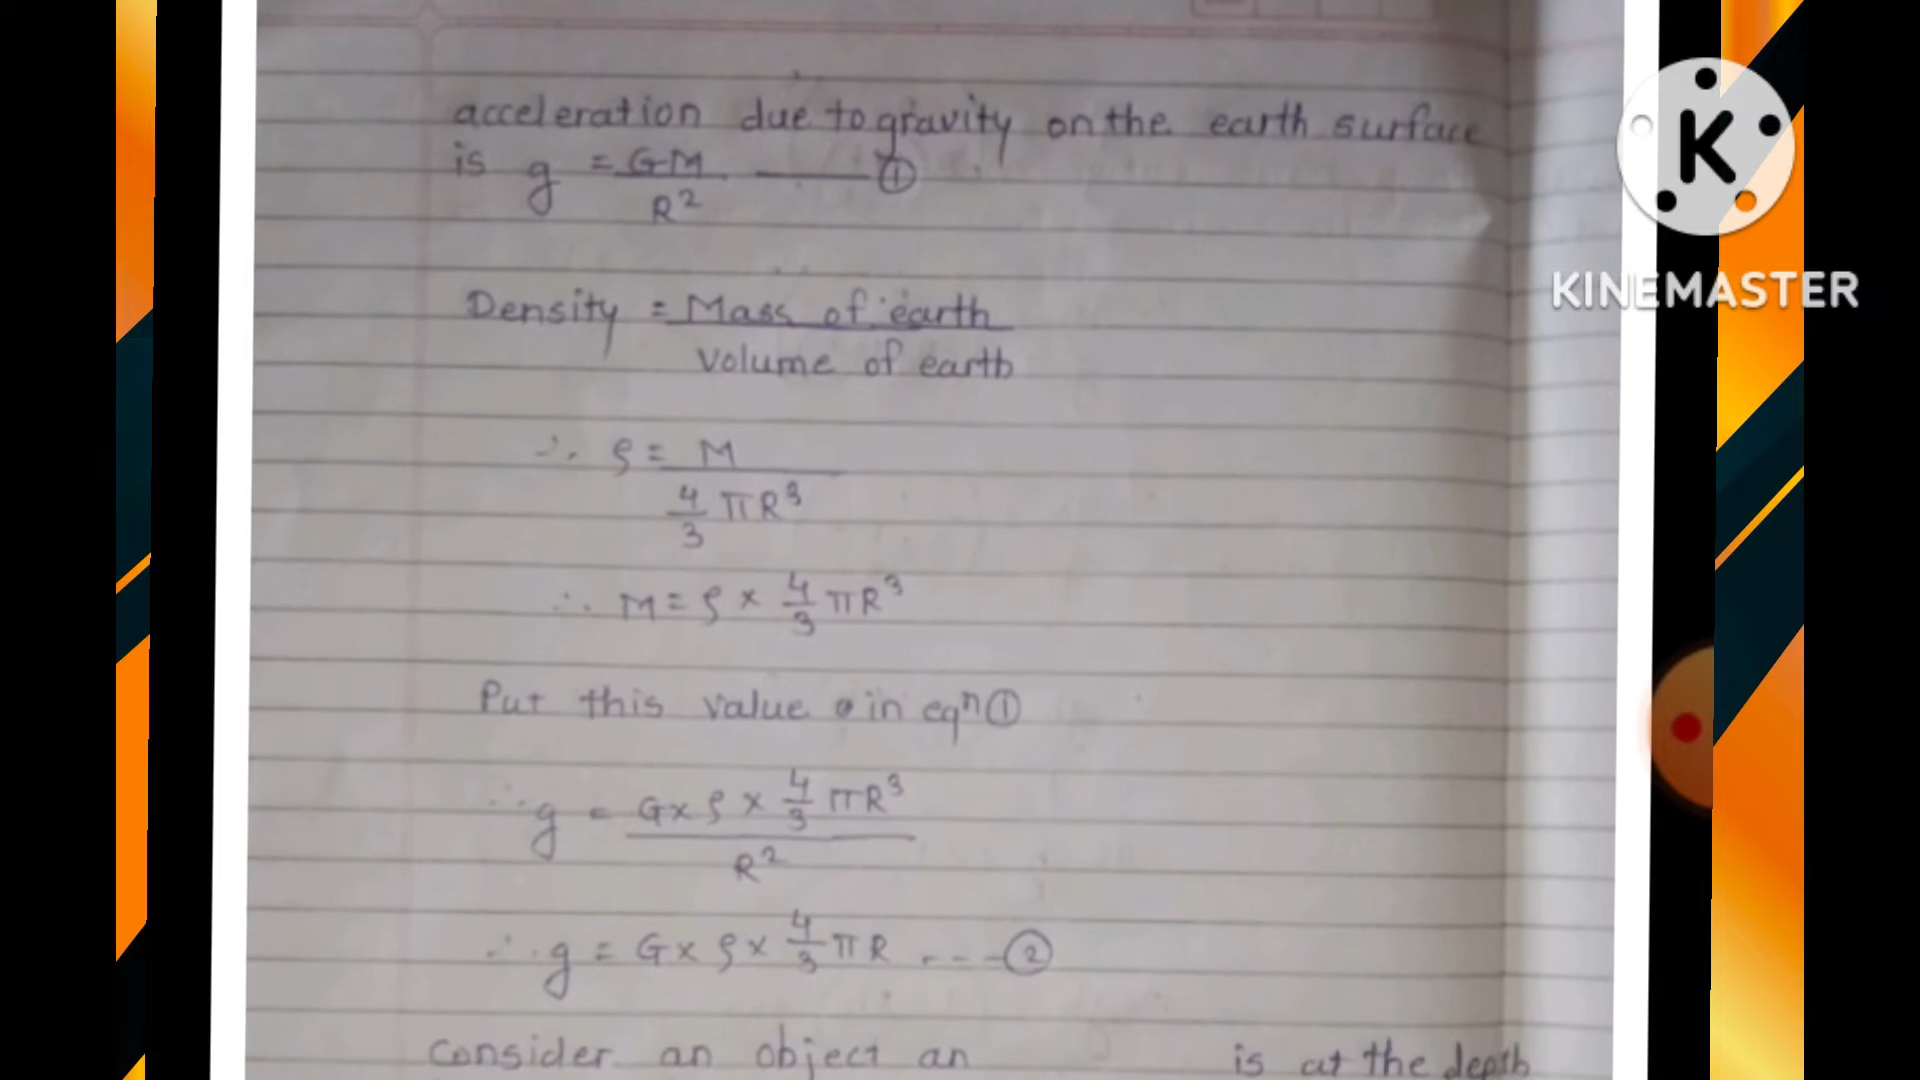 acceleration due to gravity on the earth surface
is g = GM / R² —— ①
Density = Mass of earth / volume of earth
∴ ρ = M / 4/3 πR³
∴ M = ρ × 4/3 πR³
Put this value in eqⁿ ①
∴ g = G × ρ × 4/3 πR³ / R²
∴ g = G × ρ × 4/3 πR ---- ②
consider an object an is at the depth
K
KINEMASTER